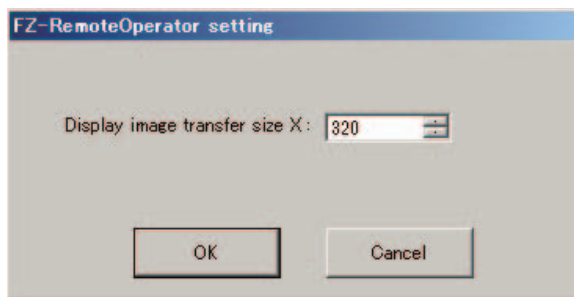 FZ-RemoteOperator setting
Display image transfer size X: 320
OK Cancel